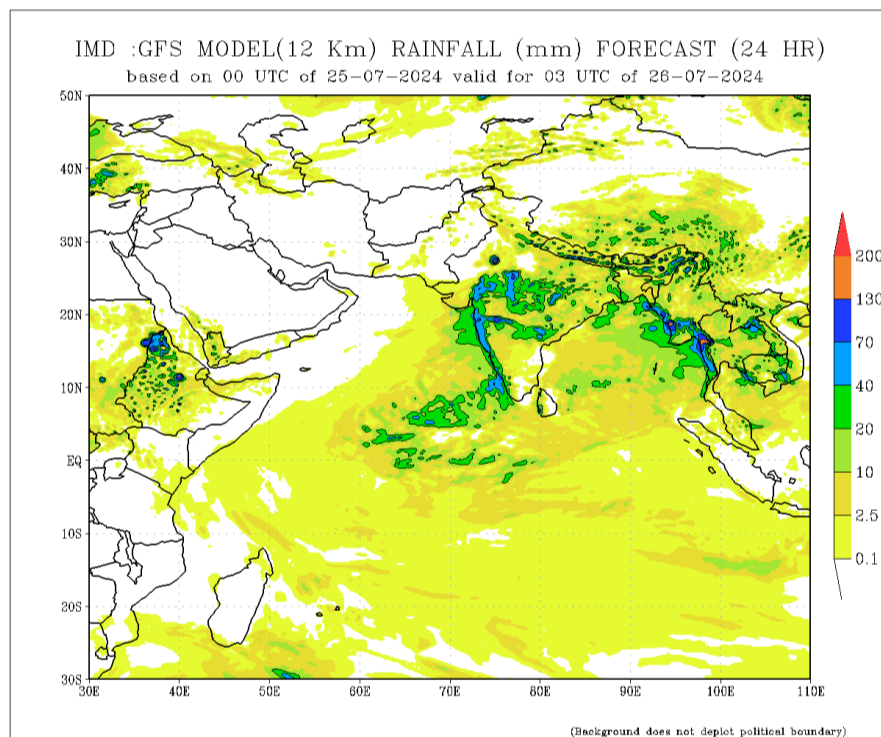 IMD :GFS MODEL(12 Km) RAINFALL (mm) FORECAST (24 HR)
based on 00 UTC of 25-07-2024 valid for 03 UTC of 26-07-2024
50N
40N
30N
20N
10N
EQ
10S
20S
30S
30E 40E 50E 60E 70E 80E 90E 100E 110E
200
130
70
40
20
10
2.5
0.1
(Background does not depict political boundary)